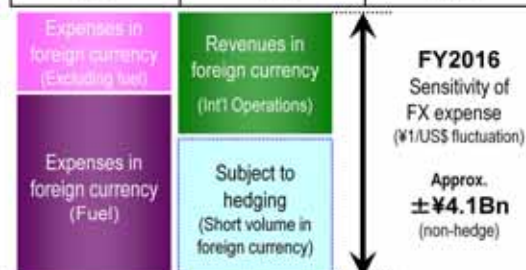 Expenses in
foreign currency
(Excluding fuel)
Expenses in
foreign currency
(Fuel)
Revenues in
foreign currency
(Int'l Operations)
Subject to
hedging
(Short volume in
foreign currency)
FY2016
Sensitivity of
FX expense
(¥1/US$ fluctuation)
Approx.
±¥4.1Bn
(non-hedge)